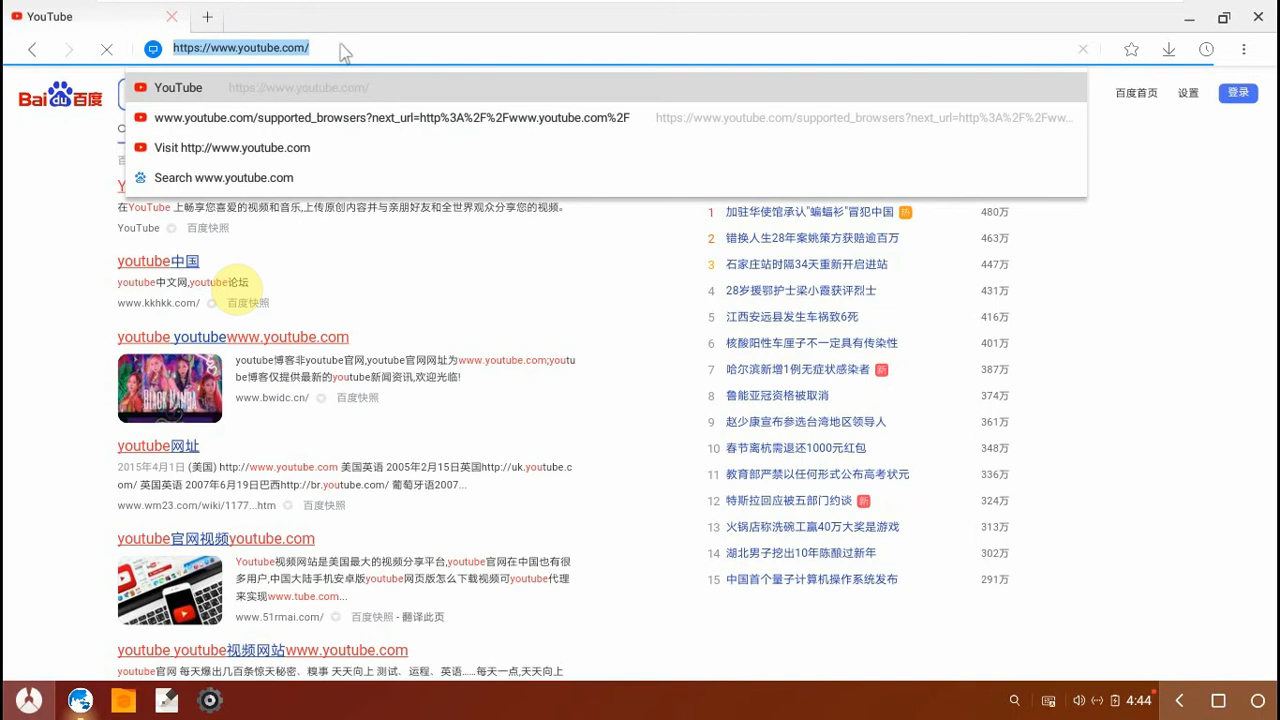 YouTube
https://www.youtube.com/
YouTube https://www.youtube.com/
www.youtube.com/supported_browsers?next_url=http%3A%2F%2Fwww.youtube.com%2F https://www.youtube.com/supported_browsers?next_url=http%3A%2F%2Fww...
Visit http://www.youtube.com
Search www.youtube.com
Bai du 百度
百度首页 设置 登录
在YouTube 上畅享您喜爱的视频和音乐,上传原创内容并与亲朋好友和全世界观众分享您的视频。
YouTube 百度快照
youtube中国
youtube中文网,youtube论坛
www.kkhkk.com/ 百度快照
youtube youtubewww.youtube.com
youtube博客非youtube官网,youtube官网网址为www.youtube.com;youtu
be博客仅提供最新的youtube新闻资讯,欢迎光临!
www.bwidc.cn/ 百度快照
BLACK MAMBA
youtube网址
2015年4月1日 (美国) http://www.youtube.com 美国英语 2005年2月15日英国http://uk.youtube.c
om/ 英国英语 2007年6月19日巴西http://br.youtube.com/ 葡萄牙语2007...
www.wm23.com/wiki/1177...htm 百度快照
youtube官网视频youtube.com
Youtube视频网站是美国最大的视频分享平台,youtube官网在中国也有很
多用户,中国大陆手机安卓版youtube网页版怎么下载视频可youtube代理
来实现www.tube.com...
www.51rmai.com/ 百度快照 - 翻译此页
youtube youtube视频网站www.youtube.com
youtube官网 每天爆出几百条惊天秘密、糗事 天天向上 测试、运程、英语......每天一点,天天向上
1 加驻华使馆承认"蝙蝠衫"冒犯中国 热 480万
2 错换人生28年案姚策方获赔逾百万 463万
3 石家庄站时隔34天重新开启进站 447万
4 28岁援鄂护士梁小霞获评烈士 431万
5 江西安远县发生车祸致6死 416万
6 核酸阳性车厘子不一定具有传染性 401万
7 哈尔滨新增1例无症状感染者 新 387万
8 鲁能亚冠资格被取消 374万
9 赵少康宣布参选台湾地区领导人 361万
10 春节离杭需退还1000元红包 348万
11 教育部严禁以任何形式公布高考状元 336万
12 特斯拉回应被五部门约谈 新 324万
13 火锅店称洗碗工赢40万大奖是游戏 313万
14 湖北男子挖出10年陈酿过新年 302万
15 中国首个量子计算机操作系统发布 291万
4:44